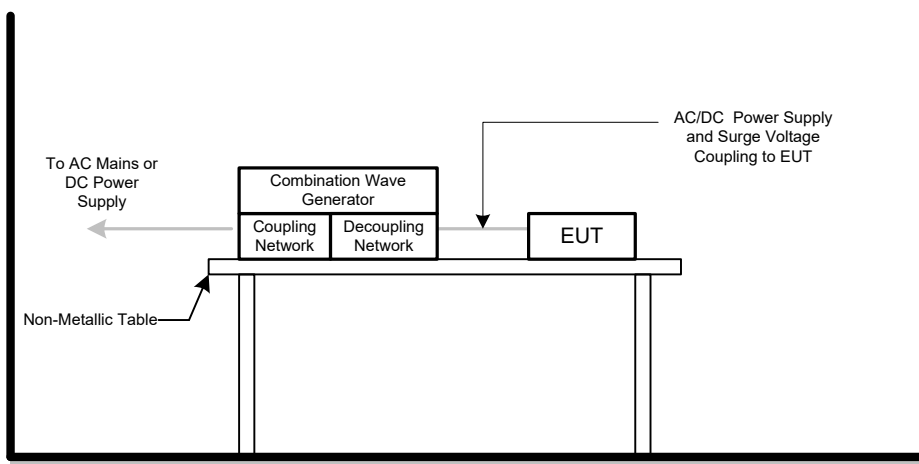 AC/DC Power Supply
and Surge Voltage
Coupling to EUT
To AC Mains or
DC Power
Supply
Combination Wave
Generator
Coupling
Network
Decoupling
Network
EUT
Non-Metallic Table